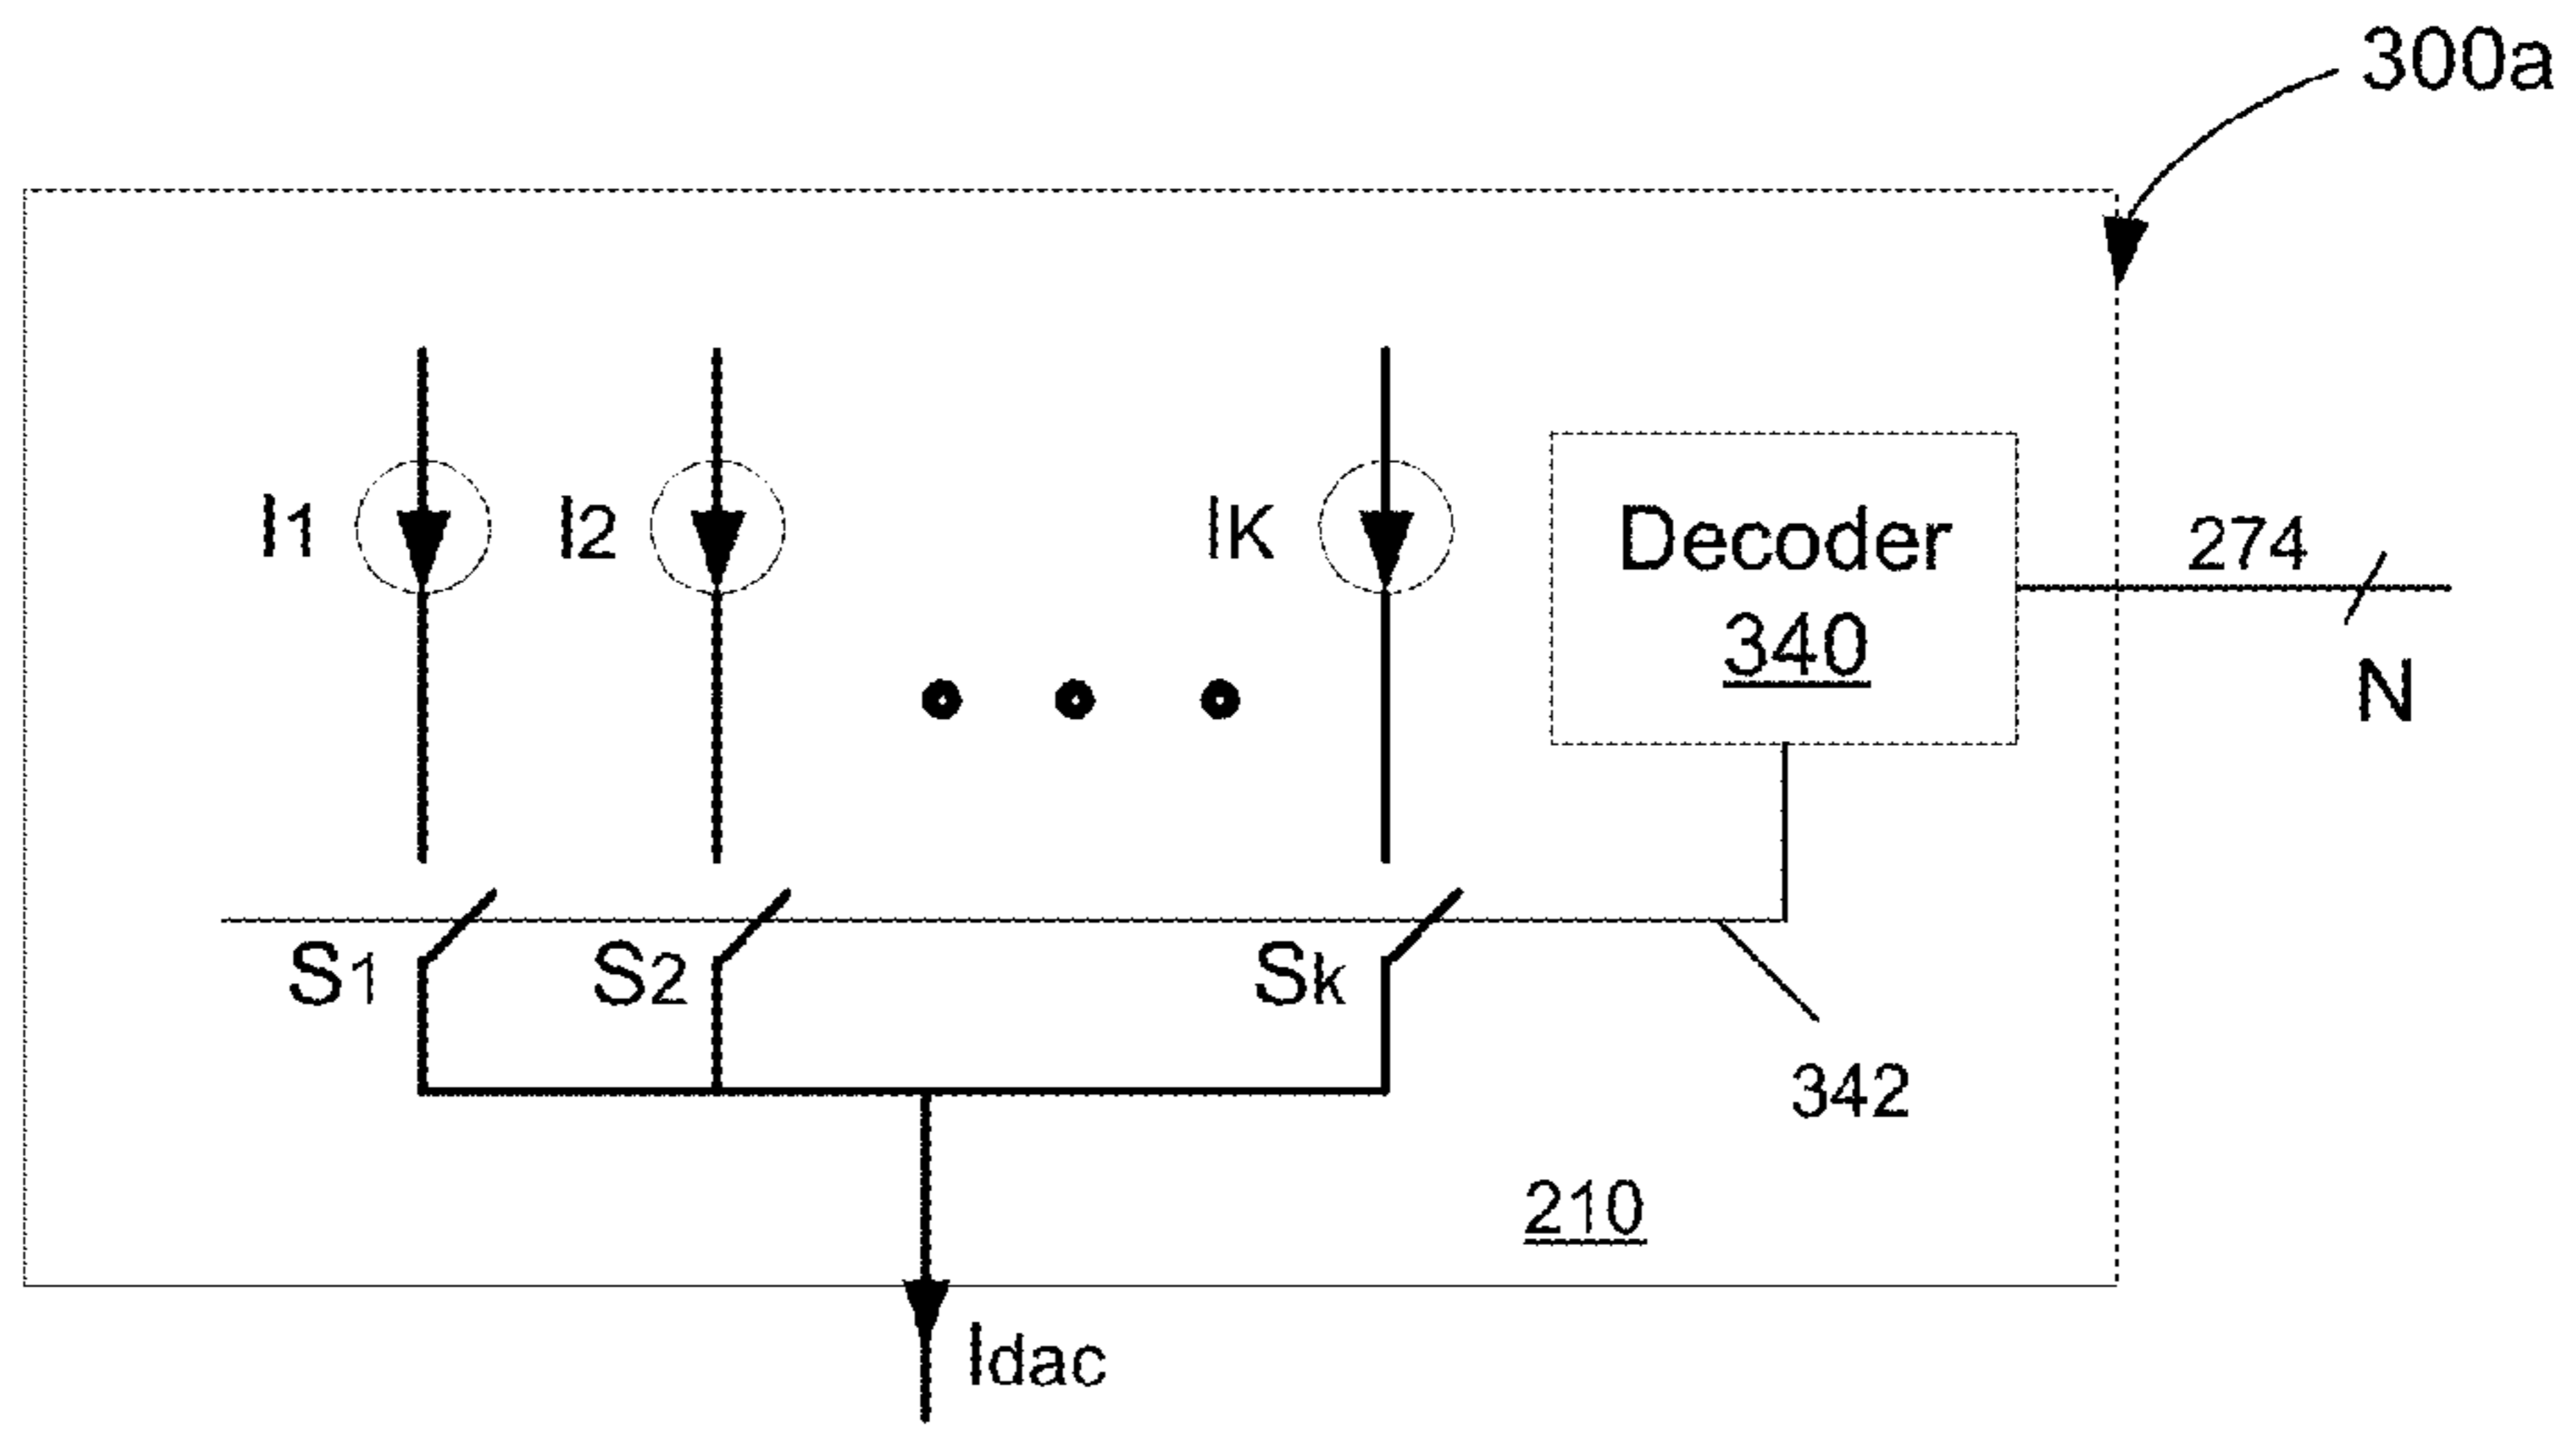 300a
I1
I2
IK
Decoder
340
274
N
S1
S2
Sk
342
210
Idac